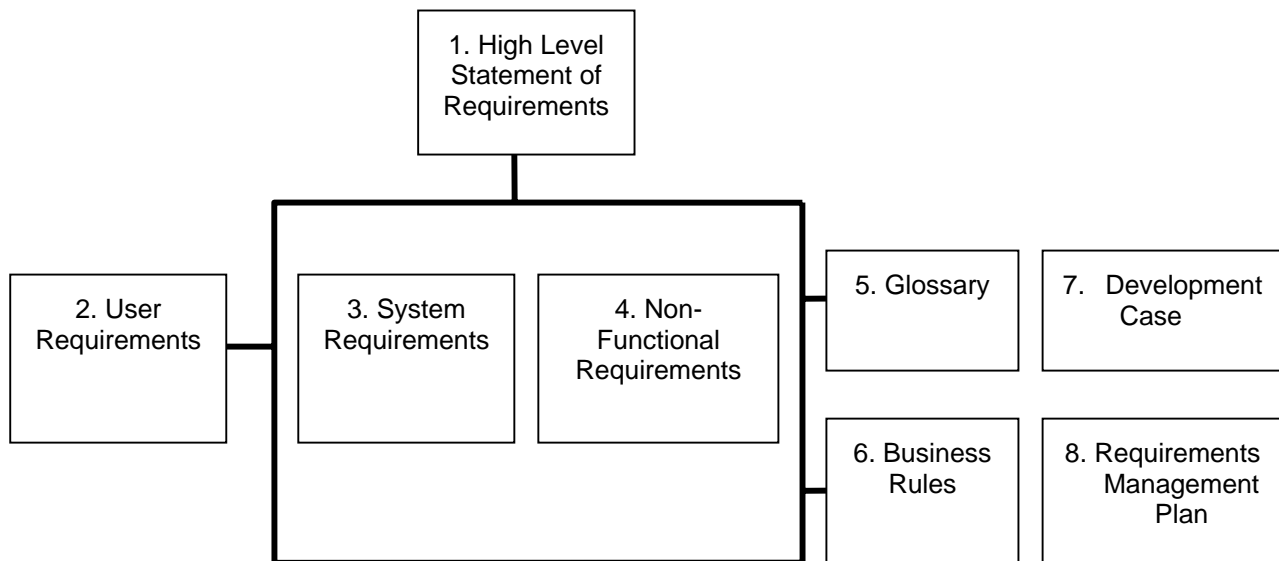 1. High Level
Statement of
Requirements
2. User
Requirements
3. System
Requirements
4. Non-
Functional
Requirements
5. Glossary
7. Development
Case
6. Business
Rules
8. Requirements
Management
Plan